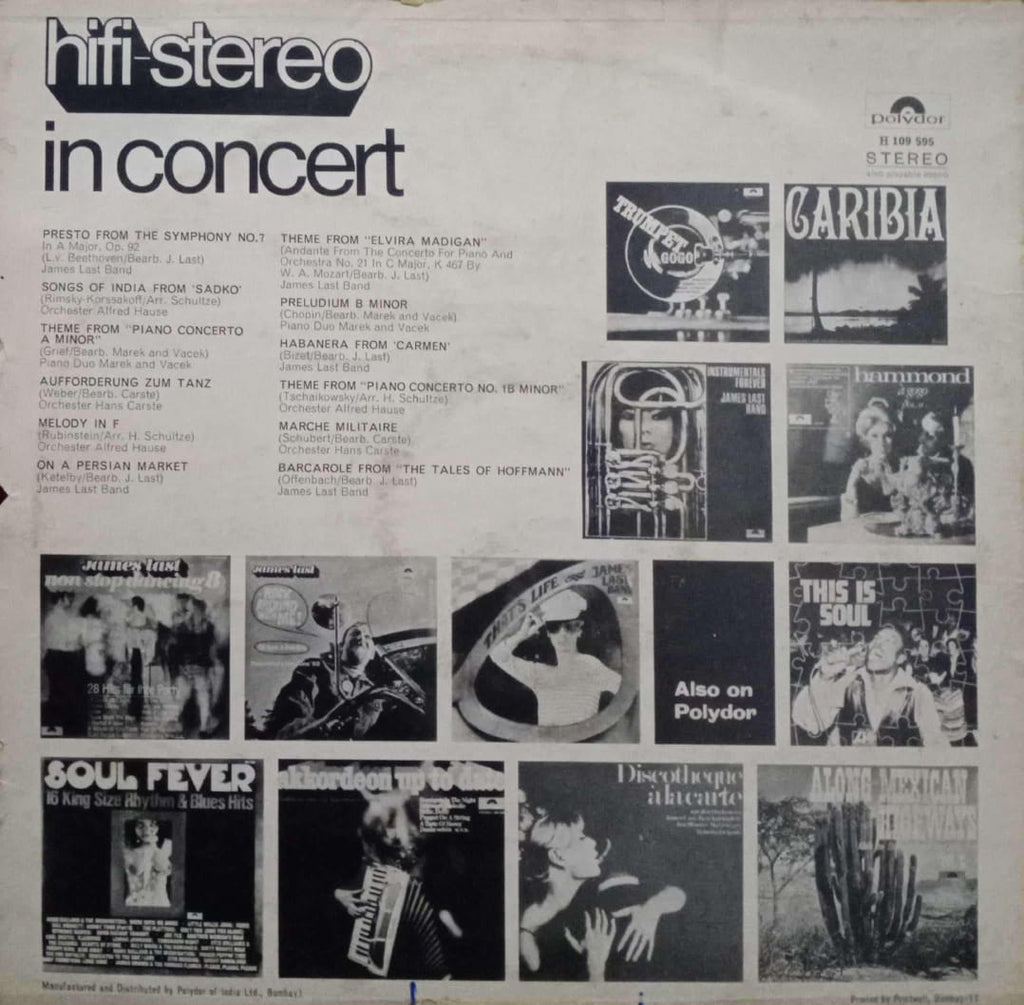 hifi-stereo
in concert
polydor
H 109 595
STEREO
PRESTO FROM THE SYMPHONY NO.7
In A Major, Op. 92
(L.v. Beethoven/Bearb. J. Last)
James Last Band
SONGS OF INDIA FROM 'SADKO'
(Rimsky-Korssakoff/Arr. Schultze)
Orchester Alfred Hause
THEME FROM "PIANO CONCERTO
A MINOR"
(Grief/Bearb. Marek and Vacek)
Piano Duo Marek and Vacek
AUFFORDERUNG ZUM TANZ
(Weber/Bearb. Carste)
Orchester Hans Carste
MELODY IN F
(Rubinstein/Arr. H. Schultze)
Orchester Alfred Hause
ON A PERSIAN MARKET
(Ketelby/Bearb. J. Last)
James Last Band
THEME FROM "ELVIRA MADIGAN"
(Andante From The Concerto For Piano And
Orchestra No. 21 In C Major, K 467 By
W. A. Mozart/Bearb. J. Last)
James Last Band
PRELUDIUM B MINOR
(Chopin/Bearb. Marek and Vacek)
Piano Duo Marek and Vacek
HABANERA FROM 'CARMEN'
(Bizet/Bearb. J. Last)
James Last Band
THEME FROM "PIANO CONCERTO NO. 1B MINOR"
(Tschaikowsky/Arr. H. Schultze)
Orchester Alfred Hause
MARCHE MILITAIRE
(Schubert/Bearb. Carste)
Orchester Hans Carste
BARCAROLE FROM "THE TALES OF HOFFMANN"
(Offenbach/Bearb. J. Last)
James Last Band
TRUMPET
GOGO
CARIBIA
INSTRUMENTALS
FOREVER
JAMES LAST
BAND
hammond
à gogo
james last
non stop dancing 8
28 Hits für Ihre Party
james last
THAT'S LIFE
JAMES
LAST
BAND
Also on
Polydor
THIS IS
SOUL
SOUL FEVER
16 King Size Rhythm & Blues Hits
akkordeon up to date
Discotheque
à la carte
ALONG MEXICAN
HIGHWAYS
Manufactured and Distributed by Polydor of India Ltd., Bombay)